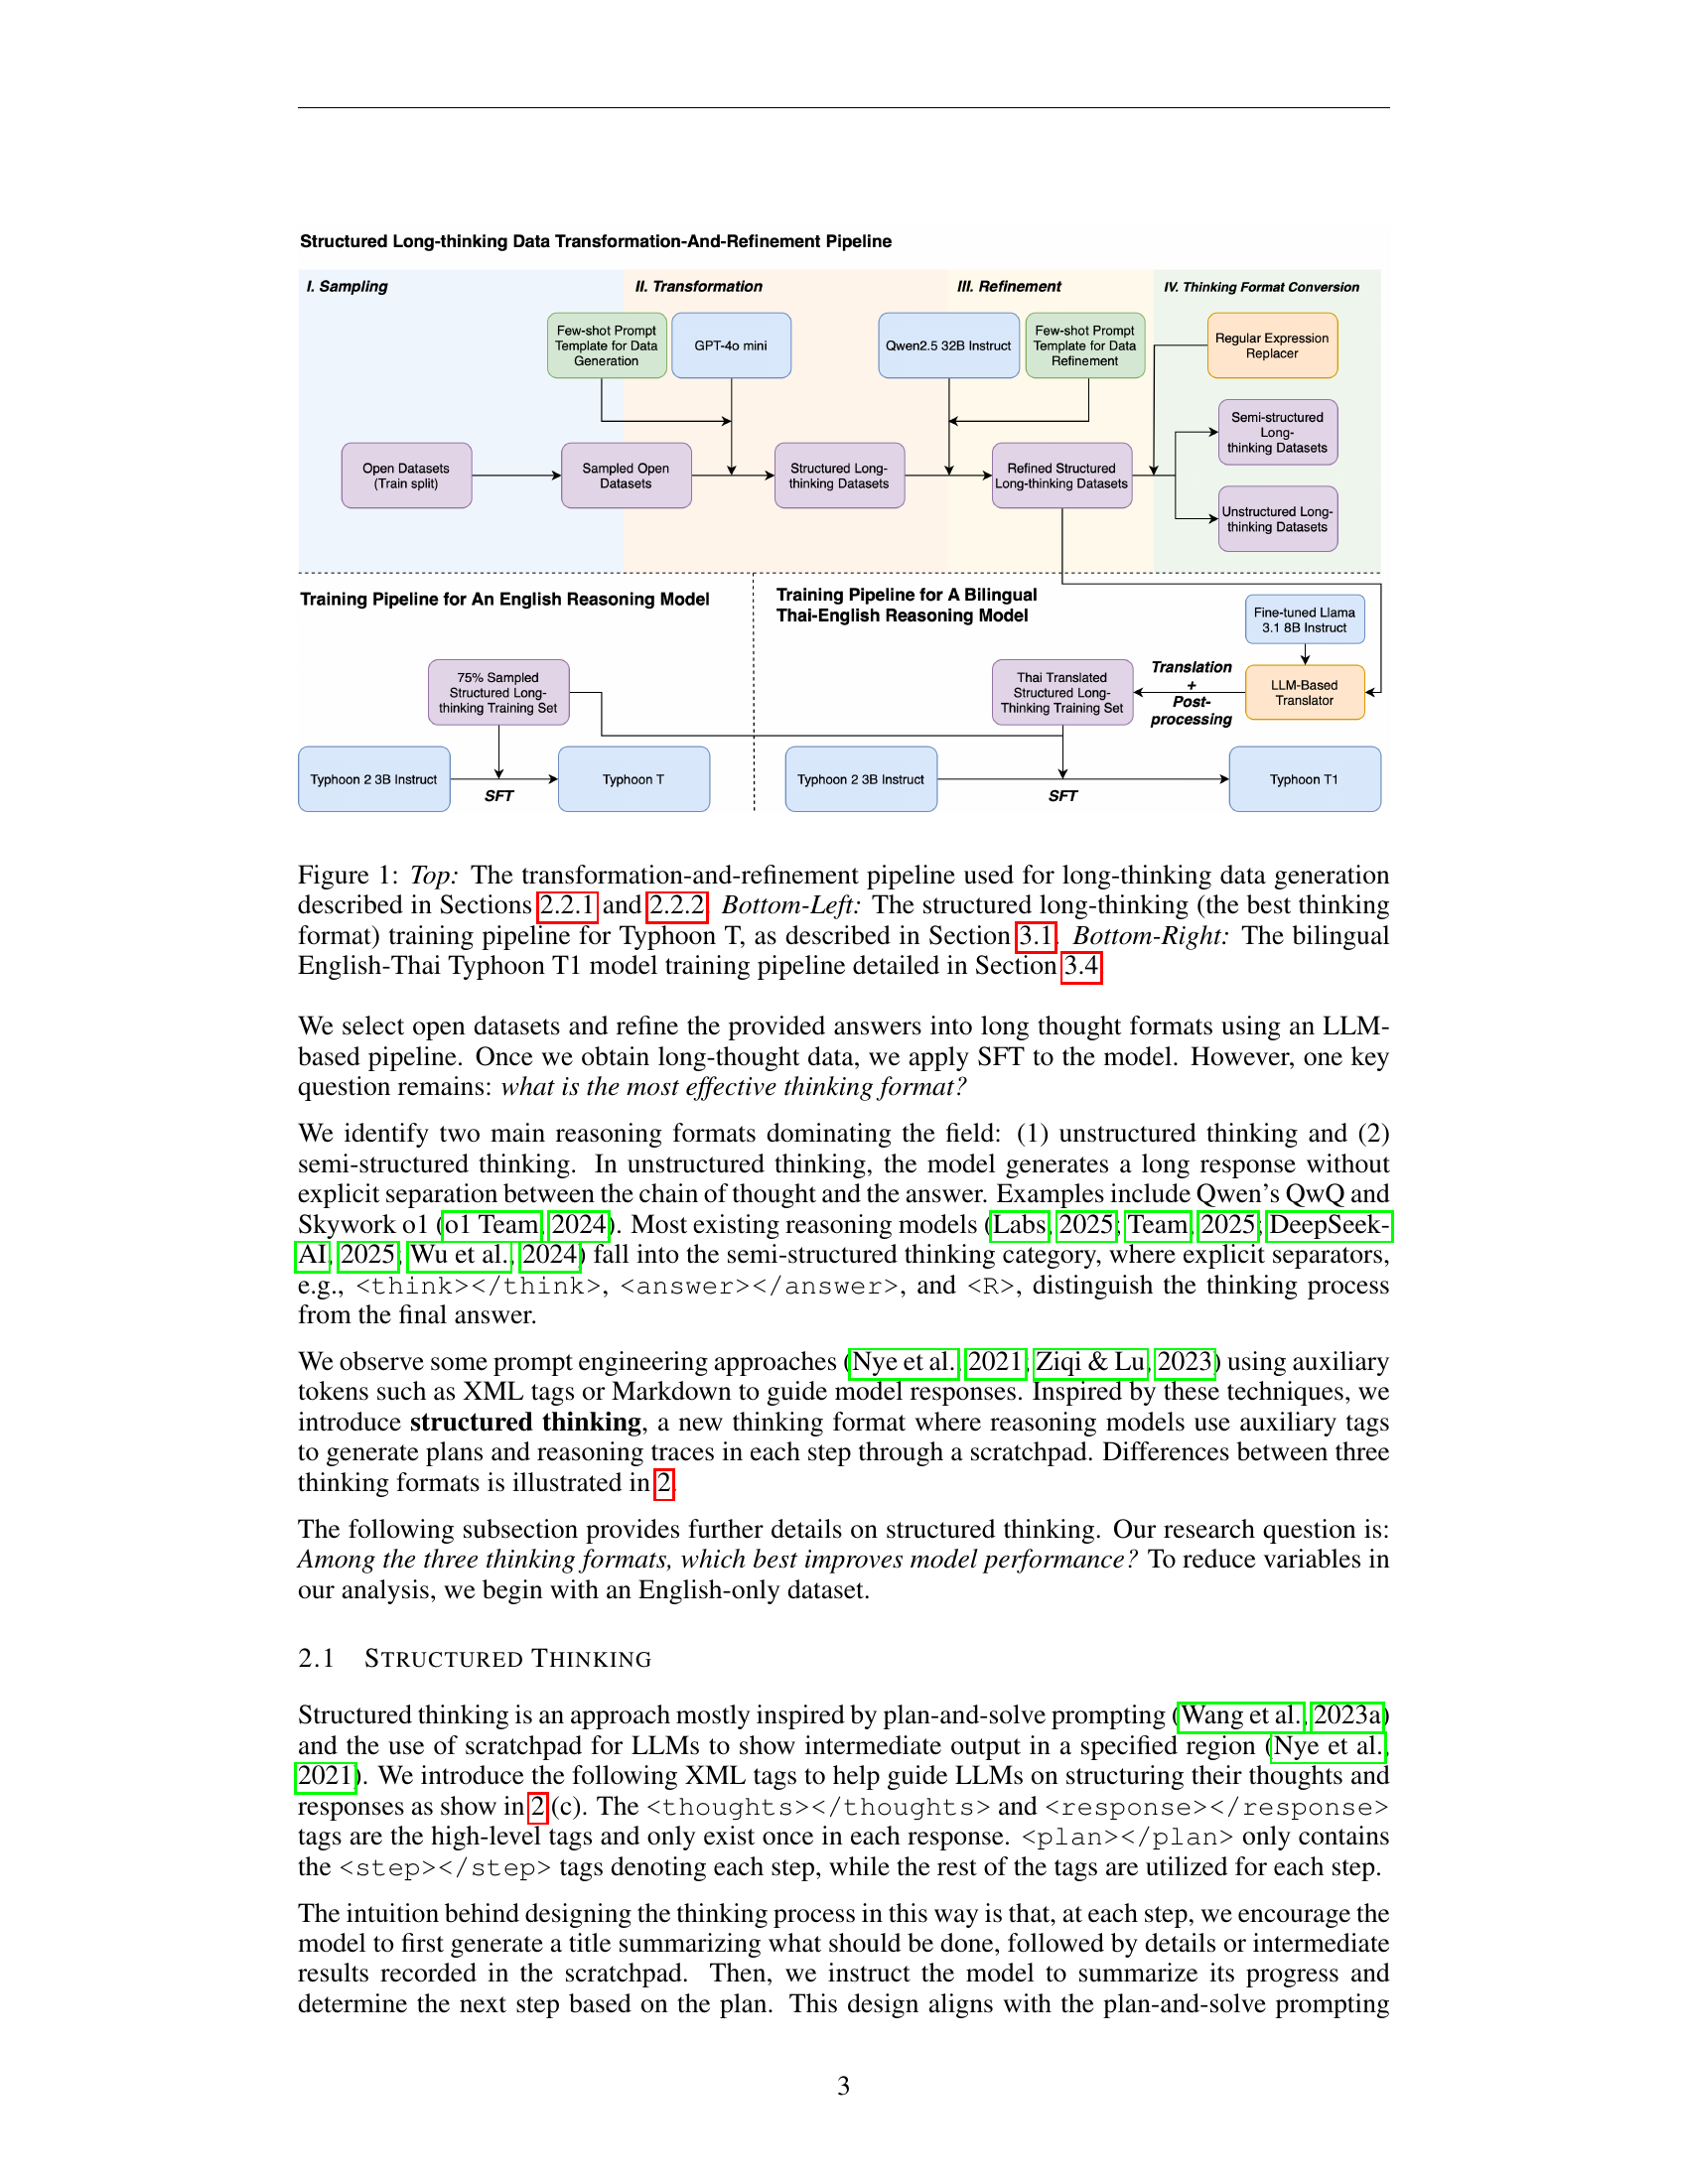 Structured Long-thinking Data Transformation-And-Refinement Pipeline
I. Sampling
II. Transformation
III. Refinement
IV. Thinking Format Conversion
Few-shot Prompt
Template for Data
Generation
GPT-4o mini
Qwen2.5 32B Instruct
Few-shot Prompt
Template for Data
Refinement
Regular Expression
Replacer
Semi-structured
Long-
thinking Datasets
Open Datasets
(Train split)
Sampled Open
Datasets
Structured Long-
thinking Datasets
Refined Structured
Long-thinking Datasets
Unstructured Long-
thinking Datasets
Training Pipeline for An English Reasoning Model
75% Sampled
Structured Long-
thinking Training Set
Typhoon 2 3B Instruct
SFT
Typhoon T
Training Pipeline for A Bilingual
Thai-English Reasoning Model
Fine-tuned Llama
3.1 8B Instruct
LLM-Based
Translator
Translation
+
Post-
processing
Thai Translated
Structured Long-
Thinking Training Set
Typhoon 2 3B Instruct
SFT
Typhoon T1
Figure 1: Top: The transformation-and-refinement pipeline used for long-thinking data generation
described in Sections 2.2.1 and 2.2.2. Bottom-Left: The structured long-thinking (the best thinking
format) training pipeline for Typhoon T, as described in Section 3.1. Bottom-Right: The bilingual
English-Thai Typhoon T1 model training pipeline detailed in Section 3.4
We select open datasets and refine the provided answers into long thought formats using an LLM-
based pipeline. Once we obtain long-thought data, we apply SFT to the model. However, one key
question remains: what is the most effective thinking format?
We identify two main reasoning formats dominating the field: (1) unstructured thinking and (2)
semi-structured thinking. In unstructured thinking, the model generates a long response without
explicit separation between the chain of thought and the answer. Examples include Qwen's QwQ and
Skywork o1 (o1 Team, 2024). Most existing reasoning models (Labs, 2025; Team, 2025; DeepSeek-
AI, 2025; Wu et al., 2024) fall into the semi-structured thinking category, where explicit separators,
e.g., <think></think>, <answer></answer>, and <R>, distinguish the thinking process
from the final answer.
We observe some prompt engineering approaches (Nye et al., 2021; Ziqi & Lu, 2023) using auxiliary
tokens such as XML tags or Markdown to guide model responses. Inspired by these techniques, we
introduce structured thinking, a new thinking format where reasoning models use auxiliary tags
to generate plans and reasoning traces in each step through a scratchpad. Differences between three
thinking formats is illustrated in 2.
The following subsection provides further details on structured thinking. Our research question is:
Among the three thinking formats, which best improves model performance? To reduce variables in
our analysis, we begin with an English-only dataset.
2.1 STRUCTURED THINKING
Structured thinking is an approach mostly inspired by plan-and-solve prompting (Wang et al., 2023a)
and the use of scratchpad for LLMs to show intermediate output in a specified region (Nye et al.,
2021). We introduce the following XML tags to help guide LLMs on structuring their thoughts and
responses as show in 2 (c). The <thoughts></thoughts> and <response></response>
tags are the high-level tags and only exist once in each response. <plan></plan> only contains
the <step></step> tags denoting each step, while the rest of the tags are utilized for each step.
The intuition behind designing the thinking process in this way is that, at each step, we encourage the
model to first generate a title summarizing what should be done, followed by details or intermediate
results recorded in the scratchpad. Then, we instruct the model to summarize its progress and
determine the next step based on the plan. This design aligns with the plan-and-solve prompting
3